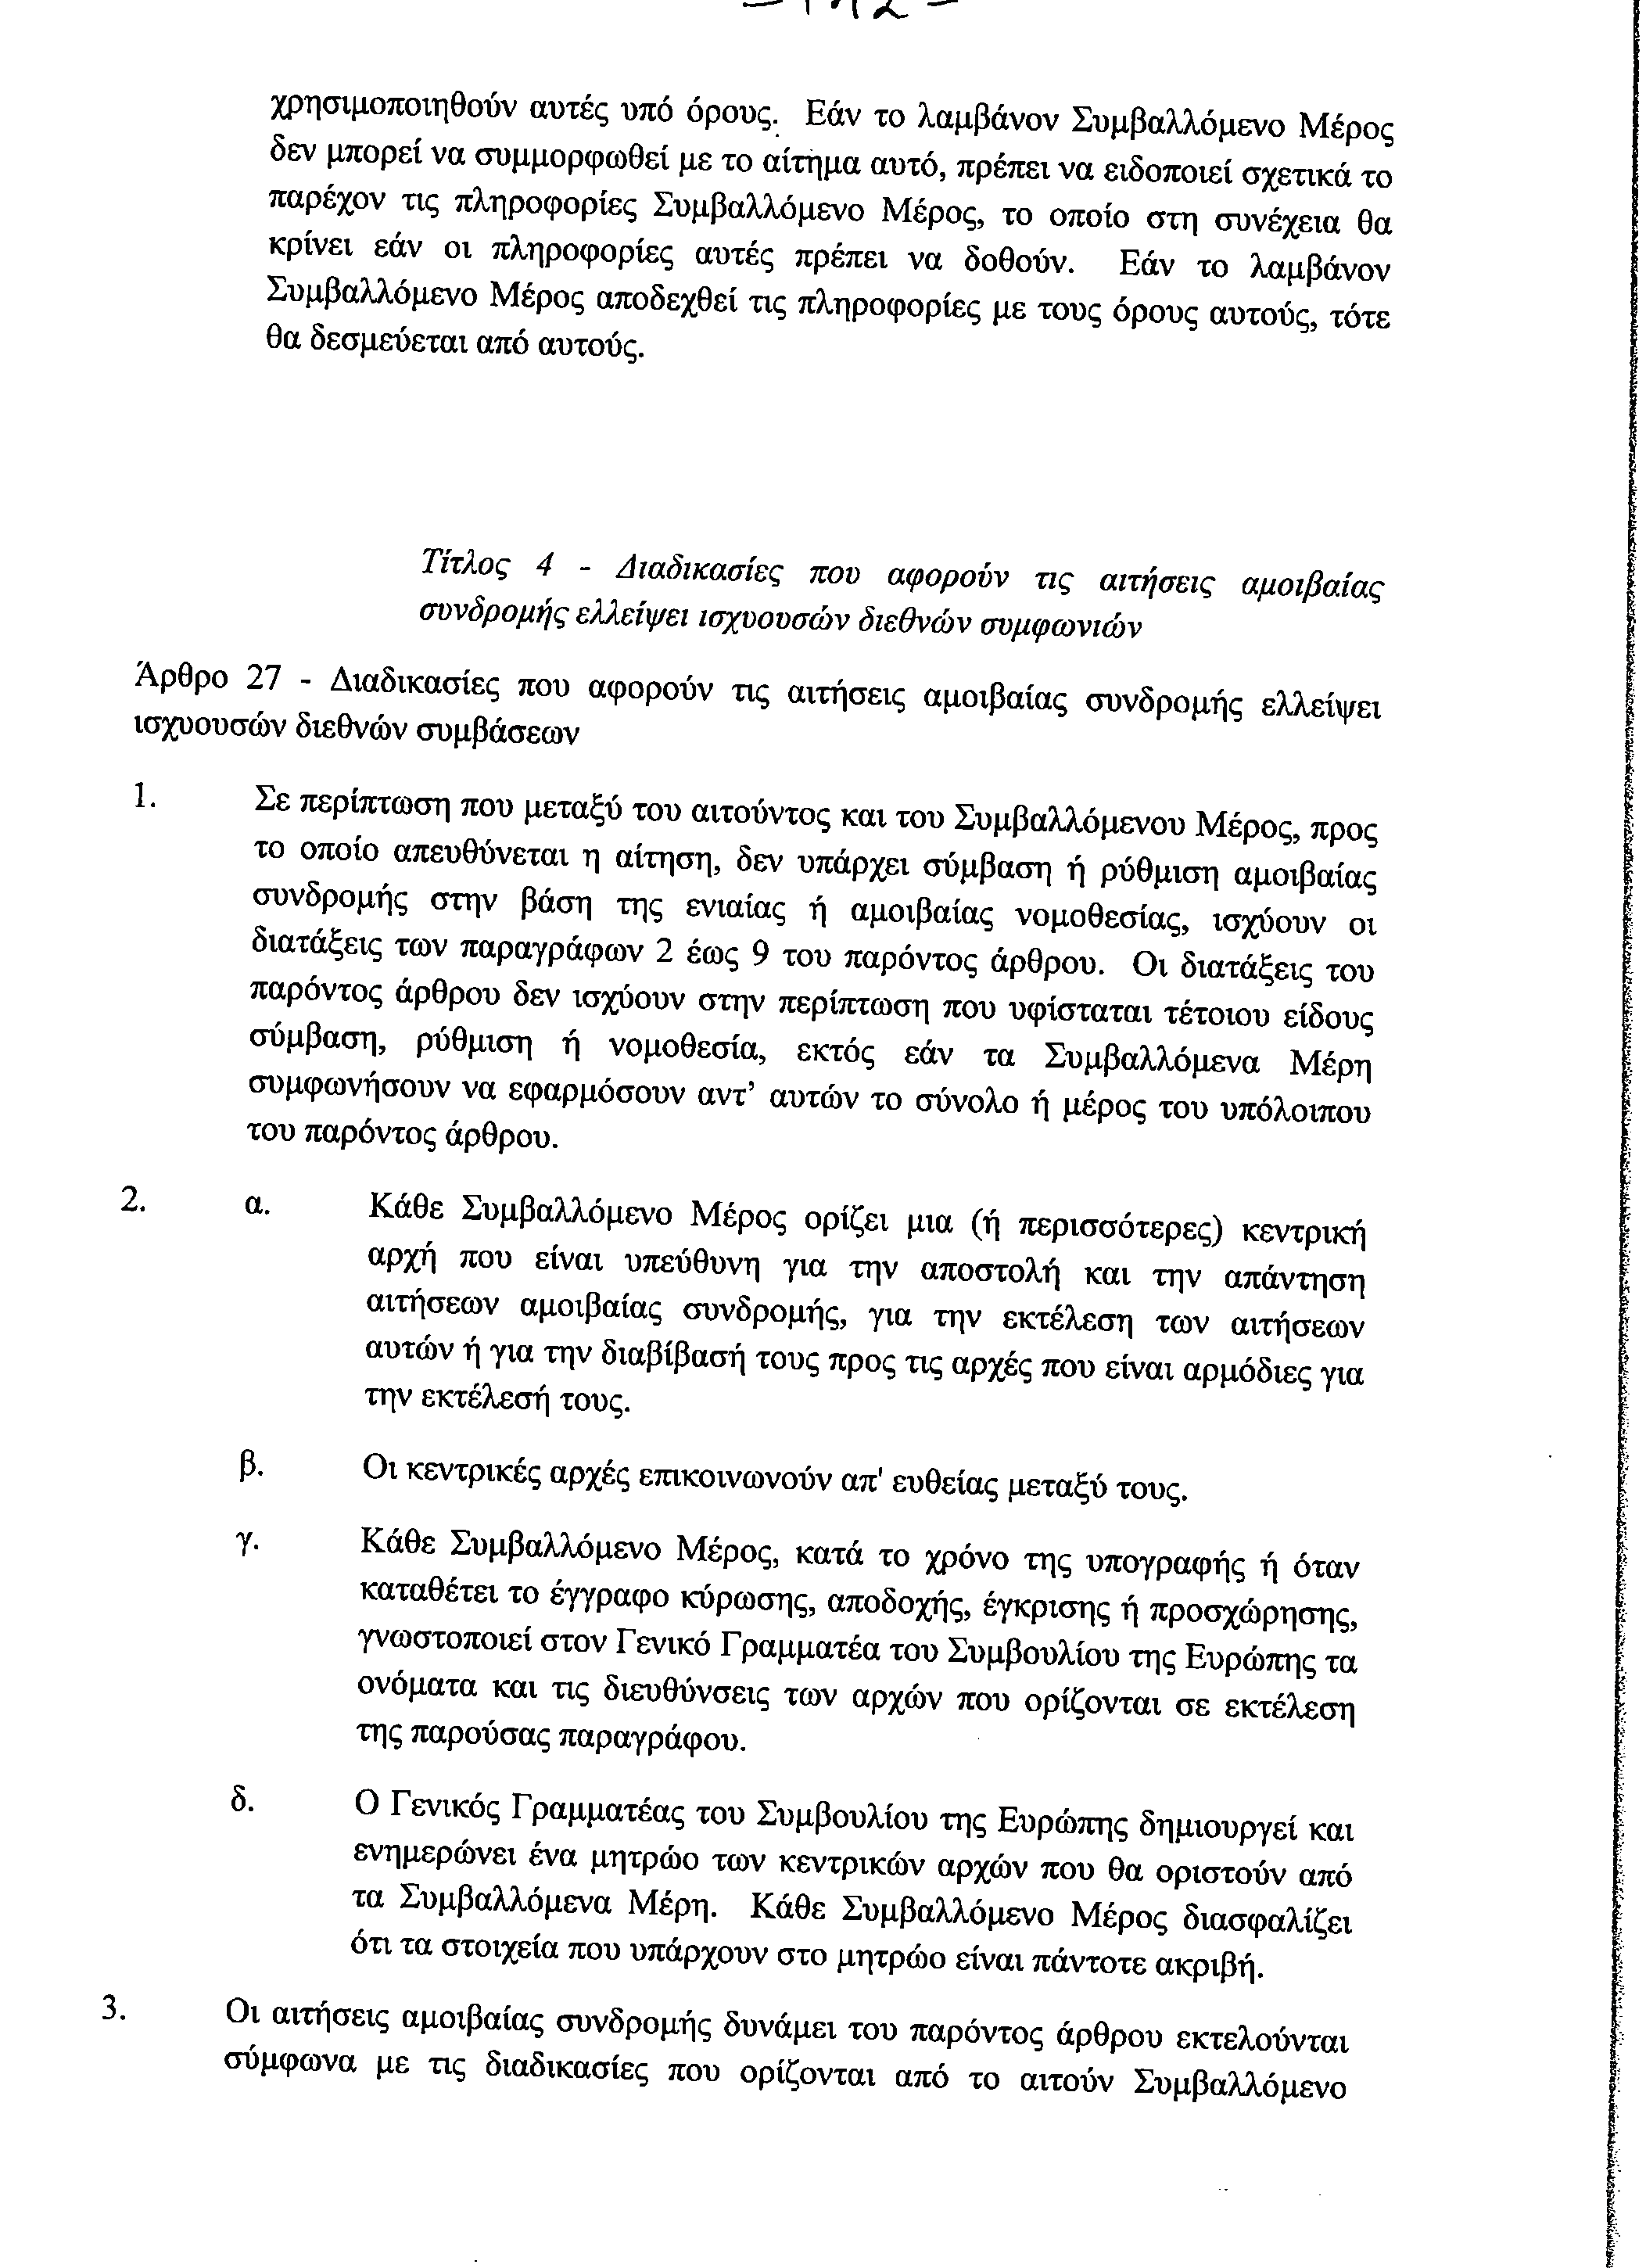 χρησιμοποιηθούν αυτές υπό όρους. Εάν το λαμβάνον Συμβαλλόμενο Μέρος
δεν μπορεί να συμμορφωθεί με το αίτημα αυτό, πρέπει να ειδοποιεί σχετικά το
παρέχον τις πληροφορίες Συμβαλλόμενο Μέρος, το οποίο στη συνέχεια θα
κρίνει εάν οι πληροφορίες αυτές πρέπει να δοθούν. Εάν το λαμβάνον
Συμβαλλόμενο Μέρος αποδεχθεί τις πληροφορίες με τους όρους αυτούς, τότε
θα δεσμεύεται από αυτούς.
Τίτλος 4 - Διαδικασίες που αφορούν τις αιτήσεις αμοιβαίας
συνδρομής ελλείψει ισχυουσών διεθνών συμφωνιών
Άρθρο 27 - Διαδικασίες που αφορούν τις αιτήσεις αμοιβαίας συνδρομής ελλείψει
ισχυουσών διεθνών συμβάσεων
1. Σε περίπτωση που μεταξύ του αιτούντος και του Συμβαλλόμενου Μέρος, προς
το οποίο απευθύνεται η αίτηση, δεν υπάρχει σύμβαση ή ρύθμιση αμοιβαίας
συνδρομής στην βάση της ενιαίας ή αμοιβαίας νομοθεσίας, ισχύουν οι
διατάξεις των παραγράφων 2 έως 9 του παρόντος άρθρου. Οι διατάξεις του
παρόντος άρθρου δεν ισχύουν στην περίπτωση που υφίσταται τέτοιου είδους
σύμβαση, ρύθμιση ή νομοθεσία, εκτός εάν τα Συμβαλλόμενα Μέρη
συμφωνήσουν να εφαρμόσουν αντ’ αυτών το σύνολο ή μέρος του υπόλοιπου
του παρόντος άρθρου.
2. α. Κάθε Συμβαλλόμενο Μέρος ορίζει μια (ή περισσότερες) κεντρική
αρχή που είναι υπεύθυνη για την αποστολή και την απάντηση
αιτήσεων αμοιβαίας συνδρομής, για την εκτέλεση των αιτήσεων
αυτών ή για την διαβίβασή τους προς τις αρχές που είναι αρμόδιες για
την εκτέλεσή τους.
β. Οι κεντρικές αρχές επικοινωνούν απ' ευθείας μεταξύ τους.
γ. Κάθε Συμβαλλόμενο Μέρος, κατά το χρόνο της υπογραφής ή όταν
καταθέτει το έγγραφο κύρωσης, αποδοχής, έγκρισης ή προσχώρησης,
γνωστοποιεί στον Γενικό Γραμματέα του Συμβουλίου της Ευρώπης τα
ονόματα και τις διευθύνσεις των αρχών που ορίζονται σε εκτέλεση
της παρούσας παραγράφου.
δ. Ο Γενικός Γραμματέας του Συμβουλίου της Ευρώπης δημιουργεί και
ενημερώνει ένα μητρώο των κεντρικών αρχών που θα οριστούν από
τα Συμβαλλόμενα Μέρη. Κάθε Συμβαλλόμενο Μέρος διασφαλίζει
ότι τα στοιχεία που υπάρχουν στο μητρώο είναι πάντοτε ακριβή.
3. Οι αιτήσεις αμοιβαίας συνδρομής δυνάμει του παρόντος άρθρου εκτελούνται
σύμφωνα με τις διαδικασίες που ορίζονται από το αιτούν Συμβαλλόμενο